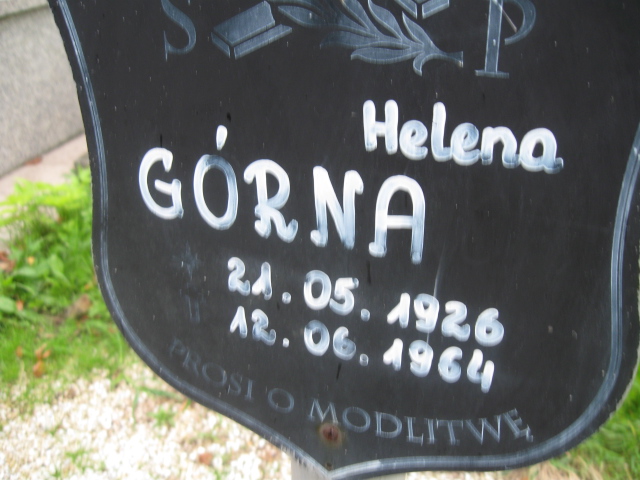 S P
Helena
GÓRNA
21.05.1926
12.06.1964
PROSI O MODLITWĘ